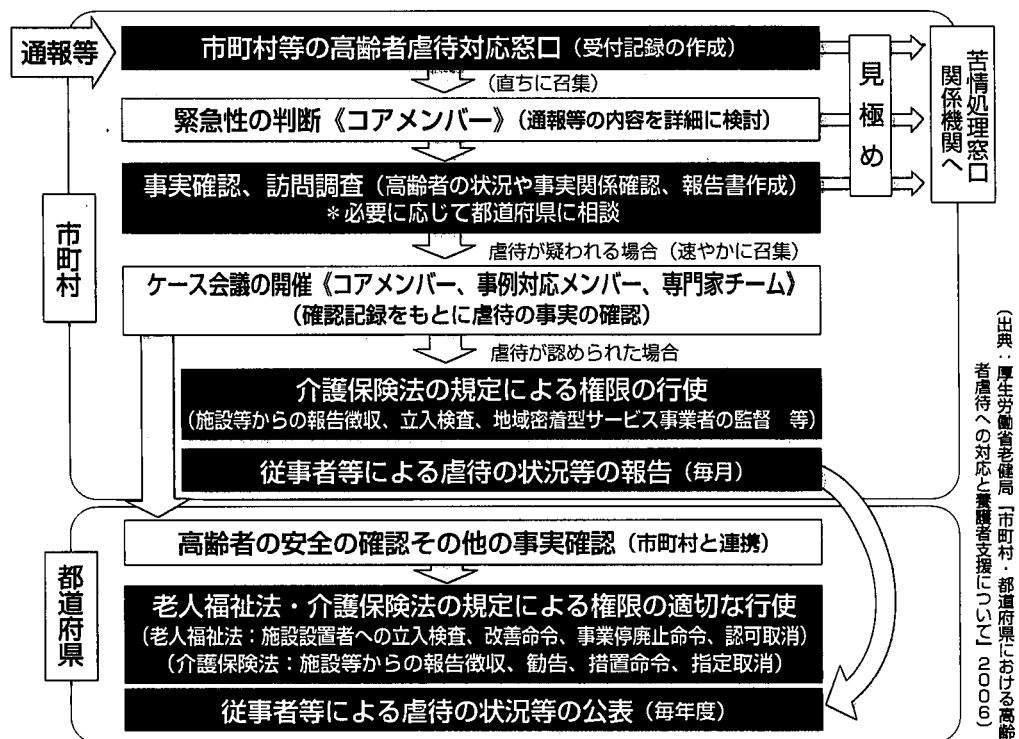 通報等
市町村等の高齢者虐待対応窓口(受付記録の作成)
(直ちに召集)
緊急性の判断《コアメンバー》(通報等の内容を詳細に検討)
事実確認、訪問調査(高齢者の状況や事実関係確認、報告書作成)
＊必要に応じて都道府県に相談
虐待が疑われる場合(速やかに召集)
ケース会議の開催《コアメンバー、事例対応メンバー、専門家チーム》
(確認記録をもとに虐待の事実の確認)
虐待が認められた場合
介護保険法の規定による権限の行使
(施設等からの報告徴収、立入検査、地域密着型サービス事業者の監督 等)
従事者等による虐待の状況等の報告(毎月)
市町村
見極め
苦情処理窓口
関係機関へ
高齢者の安全の確認その他の事実確認(市町村と連携)
老人福祉法・介護保険法の規定による権限の適切な行使
(老人福祉法：施設設置者への立入検査、改善命令、事業停廃止命令、認可取消)
(介護保険法：施設等からの報告徴収、勧告、措置命令、指定取消)
従事者等による虐待の状況等の公表(毎年度)
都道府県
(出典：厚生労働省老健局「市町村・都道府県における高齢
者虐待への対応と養護者支援について」2006)